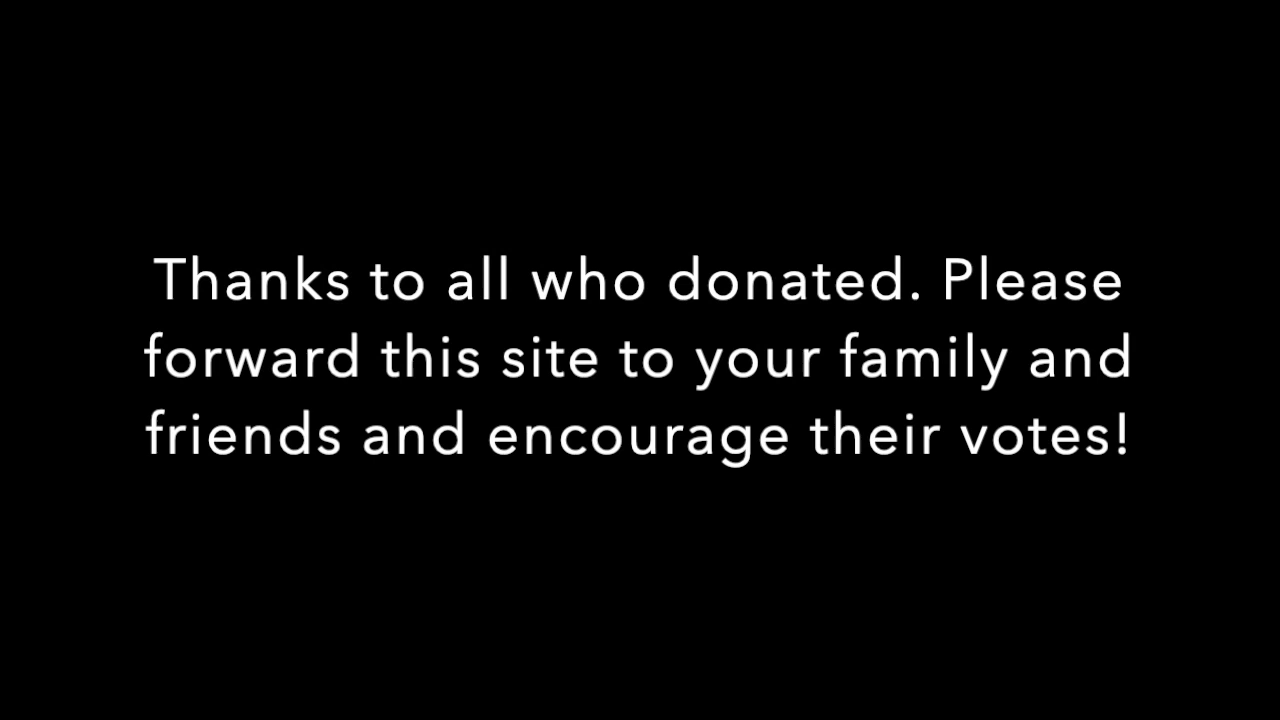 Thanks to all who donated. Please
forward this site to your family and
friends and encourage their votes!